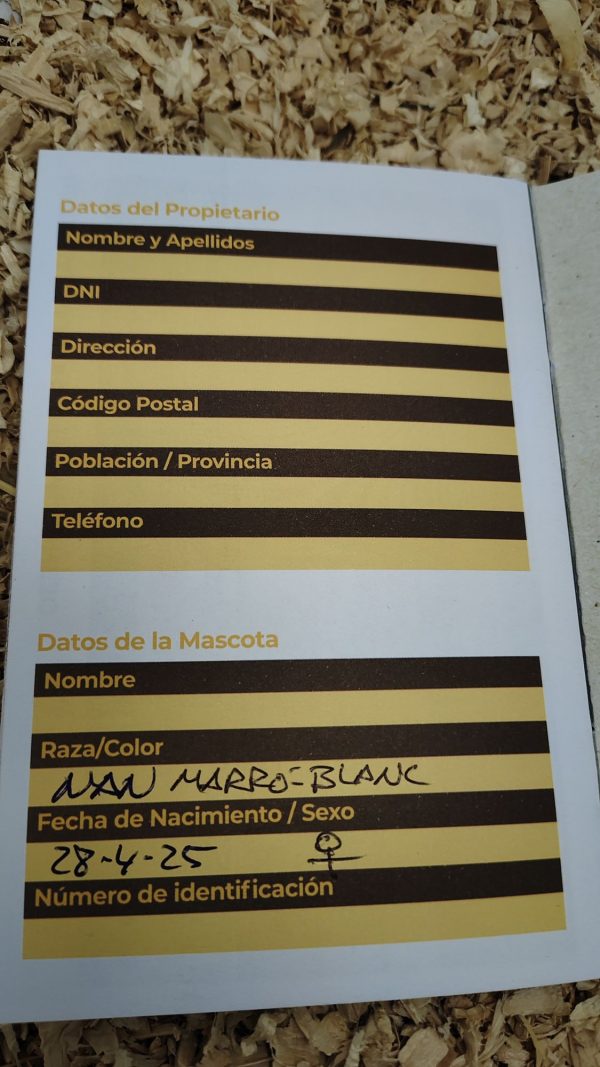 Datos del Propietario
Nombre y Apellidos
DNI
Dirección
Código Postal
Población / Provincia
Teléfono
Datos de la Mascota
Nombre
Raza/Color
NAN MARRO-BLANC
Fecha de Nacimiento / Sexo
28-4-25 ♀
Número de identificación